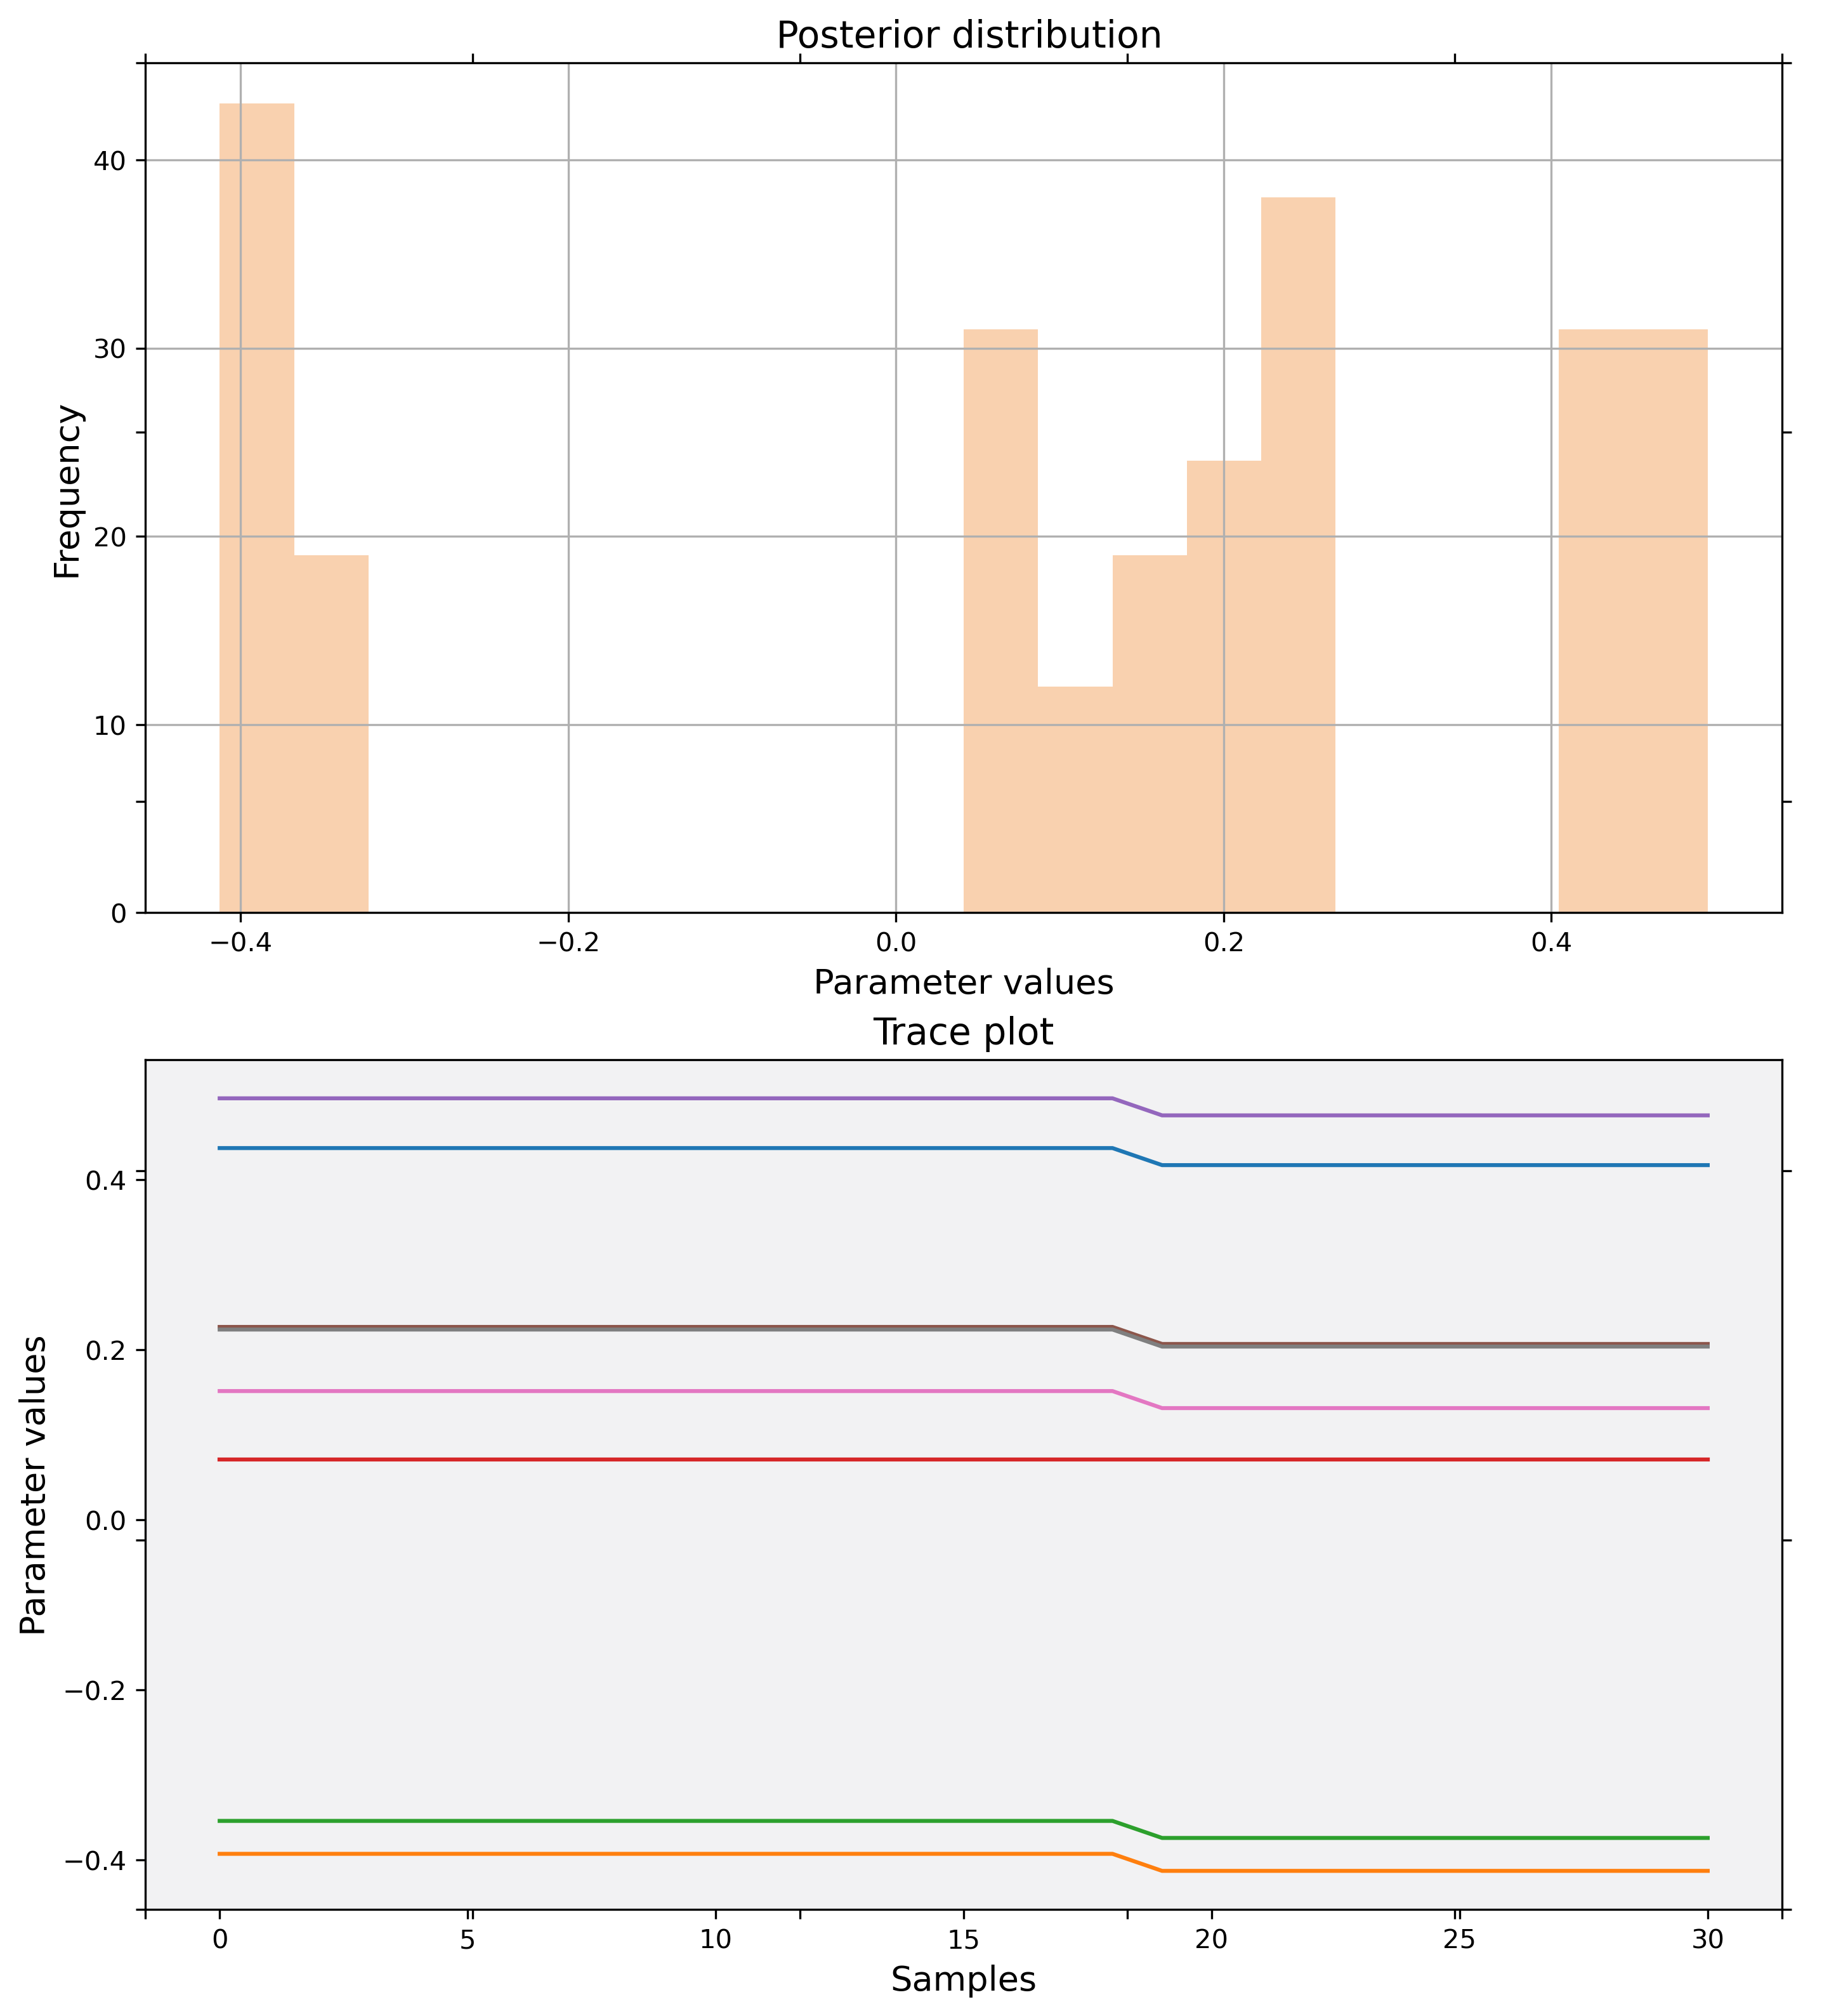 Posterior distribution
Frequency
40
30
20
10
0
−0.4 −0.2 0.0 0.2 0.4
Parameter values
Trace plot
Parameter values
0.4
0.2
0.0
−0.2
−0.4
0 5 10 15 20 25 30
Samples